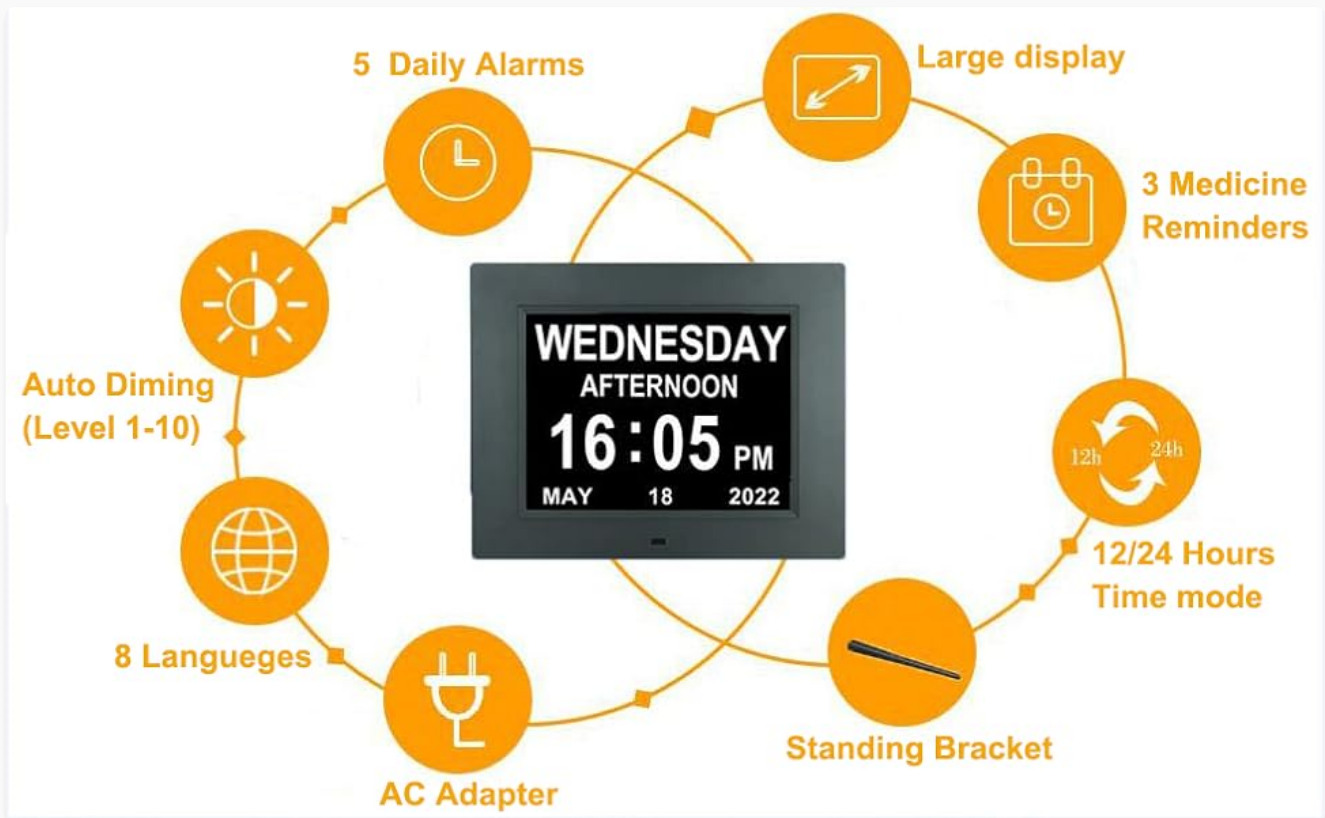 5 Daily Alarms
Large display
3 Medicine
Reminders
Auto Diming
(Level 1-10)
WEDNESDAY
AFTERNOON
16:05 PM
MAY 18 2022
12h 24h
12/24 Hours
Time mode
8 Langueges
Standing Bracket
AC Adapter